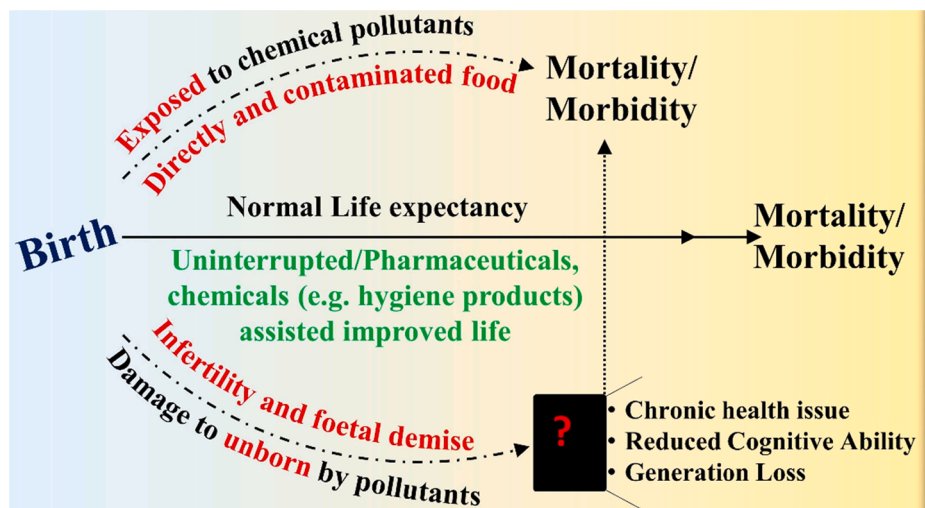 Exposed to chemical pollutants
Directly and contaminated food
Mortality/
Morbidity
Birth
Normal Life expectancy
Uninterrupted/Pharmaceuticals,
chemicals (e.g. hygiene products)
assisted improved life
Mortality/
Morbidity
Infertility and foetal demise
Damage to unborn by pollutants
?
• Chronic health issue
• Reduced Cognitive Ability
• Generation Loss